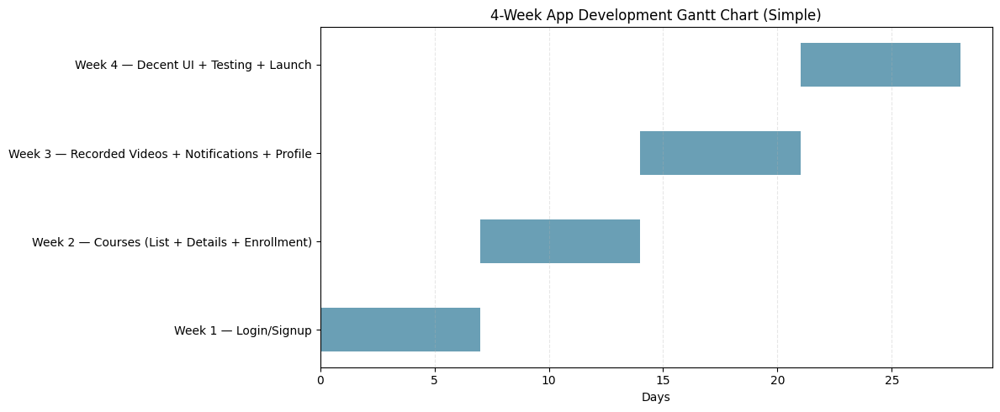 4-Week App Development Gantt Chart (Simple)
Week 4 — Decent UI + Testing + Launch
Week 3 — Recorded Videos + Notifications + Profile
Week 2 — Courses (List + Details + Enrollment)
Week 1 — Login/Signup
0 5 10 15 20 25
Days